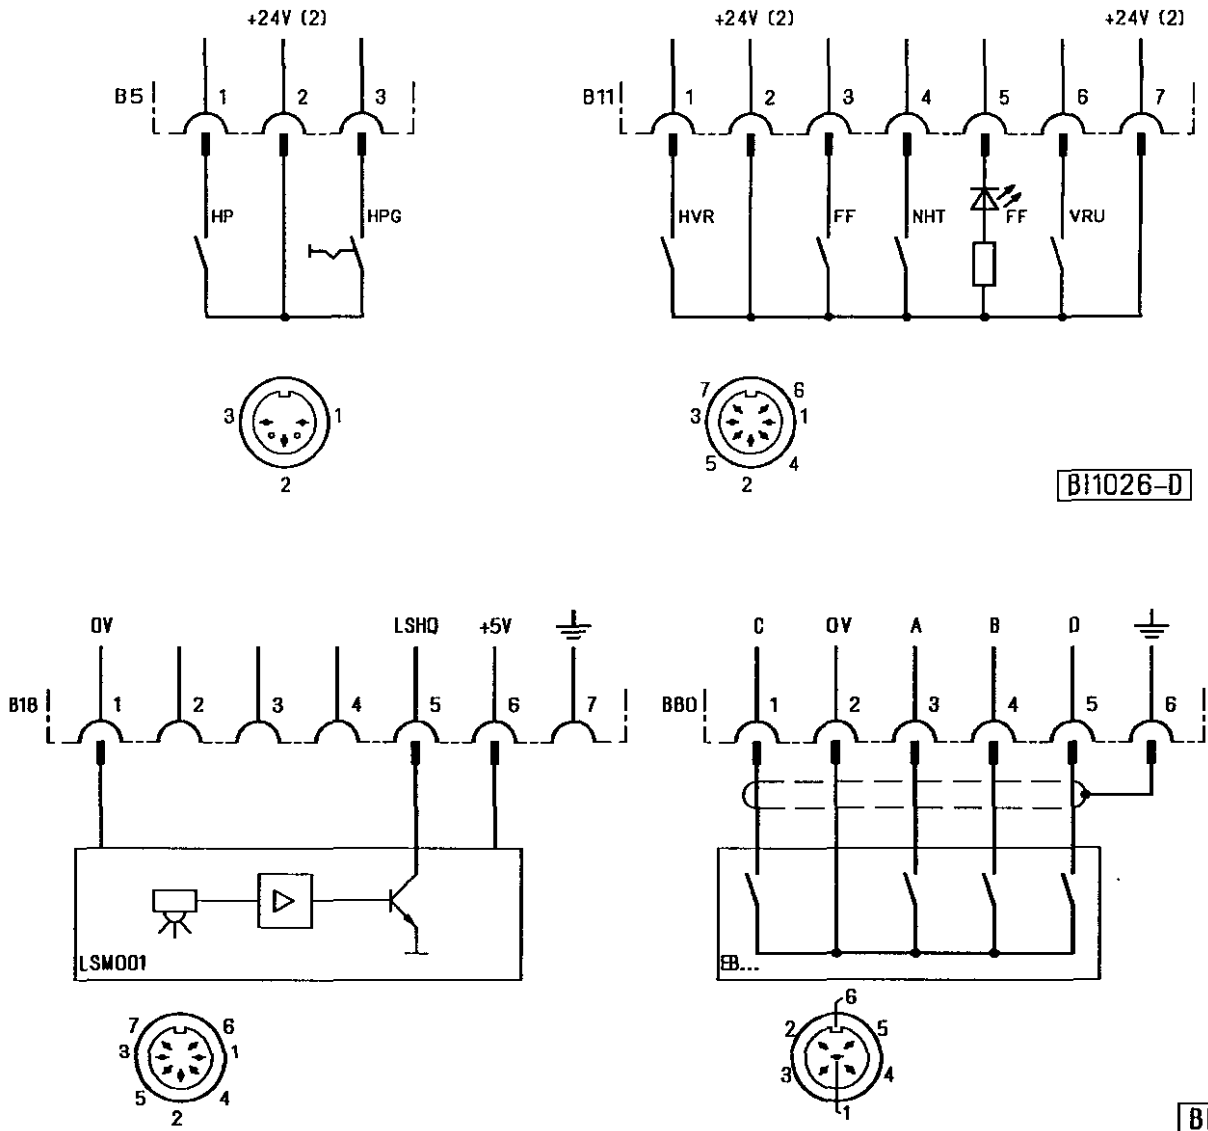 +24V (2)
B5 1 2 3
HP HPG
3 1
2
+24V (2) +24V (2)
B11 1 2 3 4 5 6 7
HVR FF NHT FF VRU
7 6
3 1
5 4
2
BI1026-D
0V LSHQ +5V
B18 1 2 3 4 5 6 7
LSM001
7 6
3 1
5 4
2
C 0V A B D
B80 1 2 3 4 5 6
EB...
6
2 5
3 4
1
BI